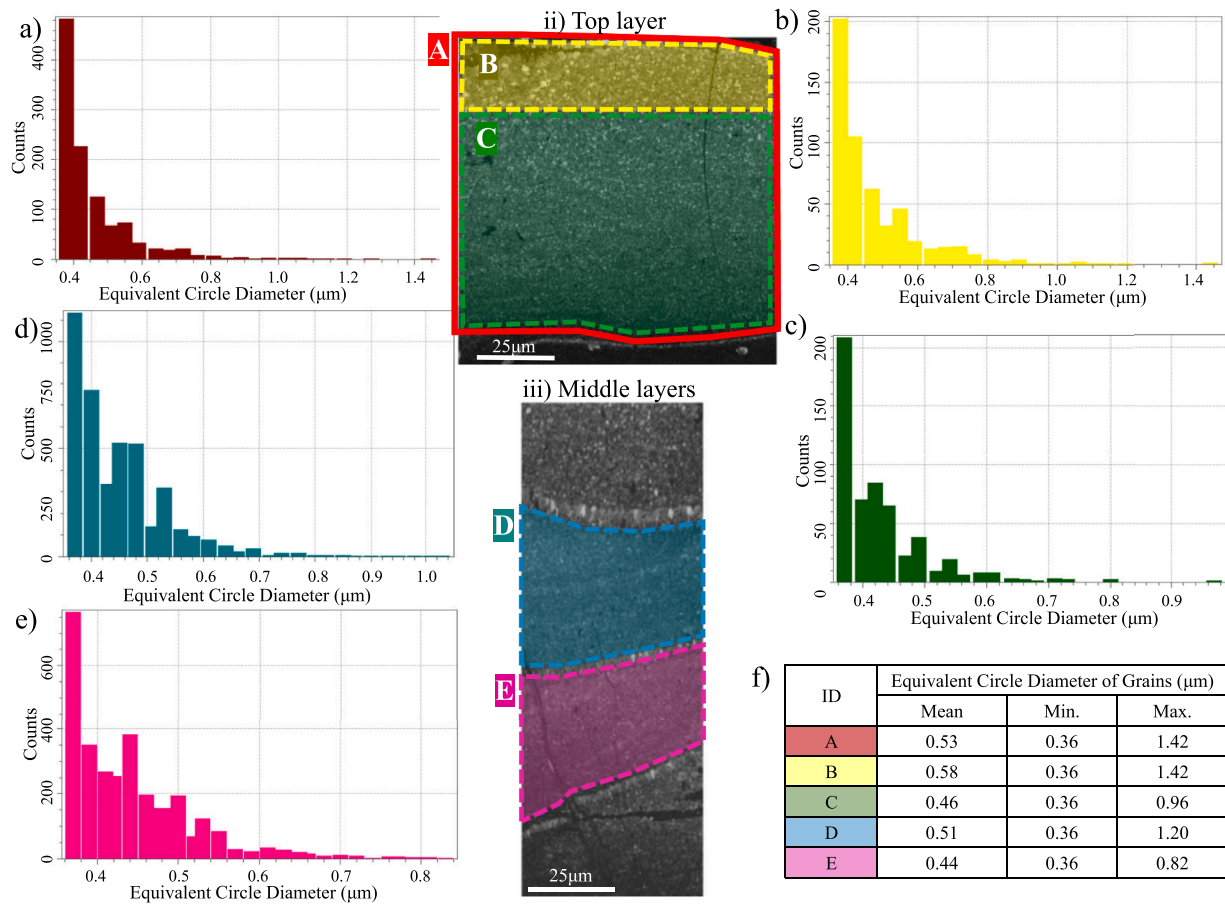 a)
400
300
200
100
0
Counts
0.4 0.6 0.8 1.0 1.2 1.4
Equivalent Circle Diameter (μm)
ii) Top layer
A
B
C
25μm
b)
200
150
100
50
0
Counts
0.4 0.6 0.8 1.0 1.2 1.4
Equivalent Circle Diameter (μm)
d)
1000
750
500
250
0
Counts
0.4 0.5 0.6 0.7 0.8 0.9 1.0
Equivalent Circle Diameter (μm)
iii) Middle layers
D
E
25μm
c)
200
150
100
50
0
Counts
0.4 0.5 0.6 0.7 0.8 0.9
Equivalent Circle Diameter (μm)
e)
600
400
200
0
Counts
0.4 0.5 0.6 0.7 0.8
Equivalent Circle Diameter (μm)
f)
ID Equivalent Circle Diameter of Grains (μm)
Mean Min. Max.
A 0.53 0.36 1.42
B 0.58 0.36 1.42
C 0.46 0.36 0.96
D 0.51 0.36 1.20
E 0.44 0.36 0.82